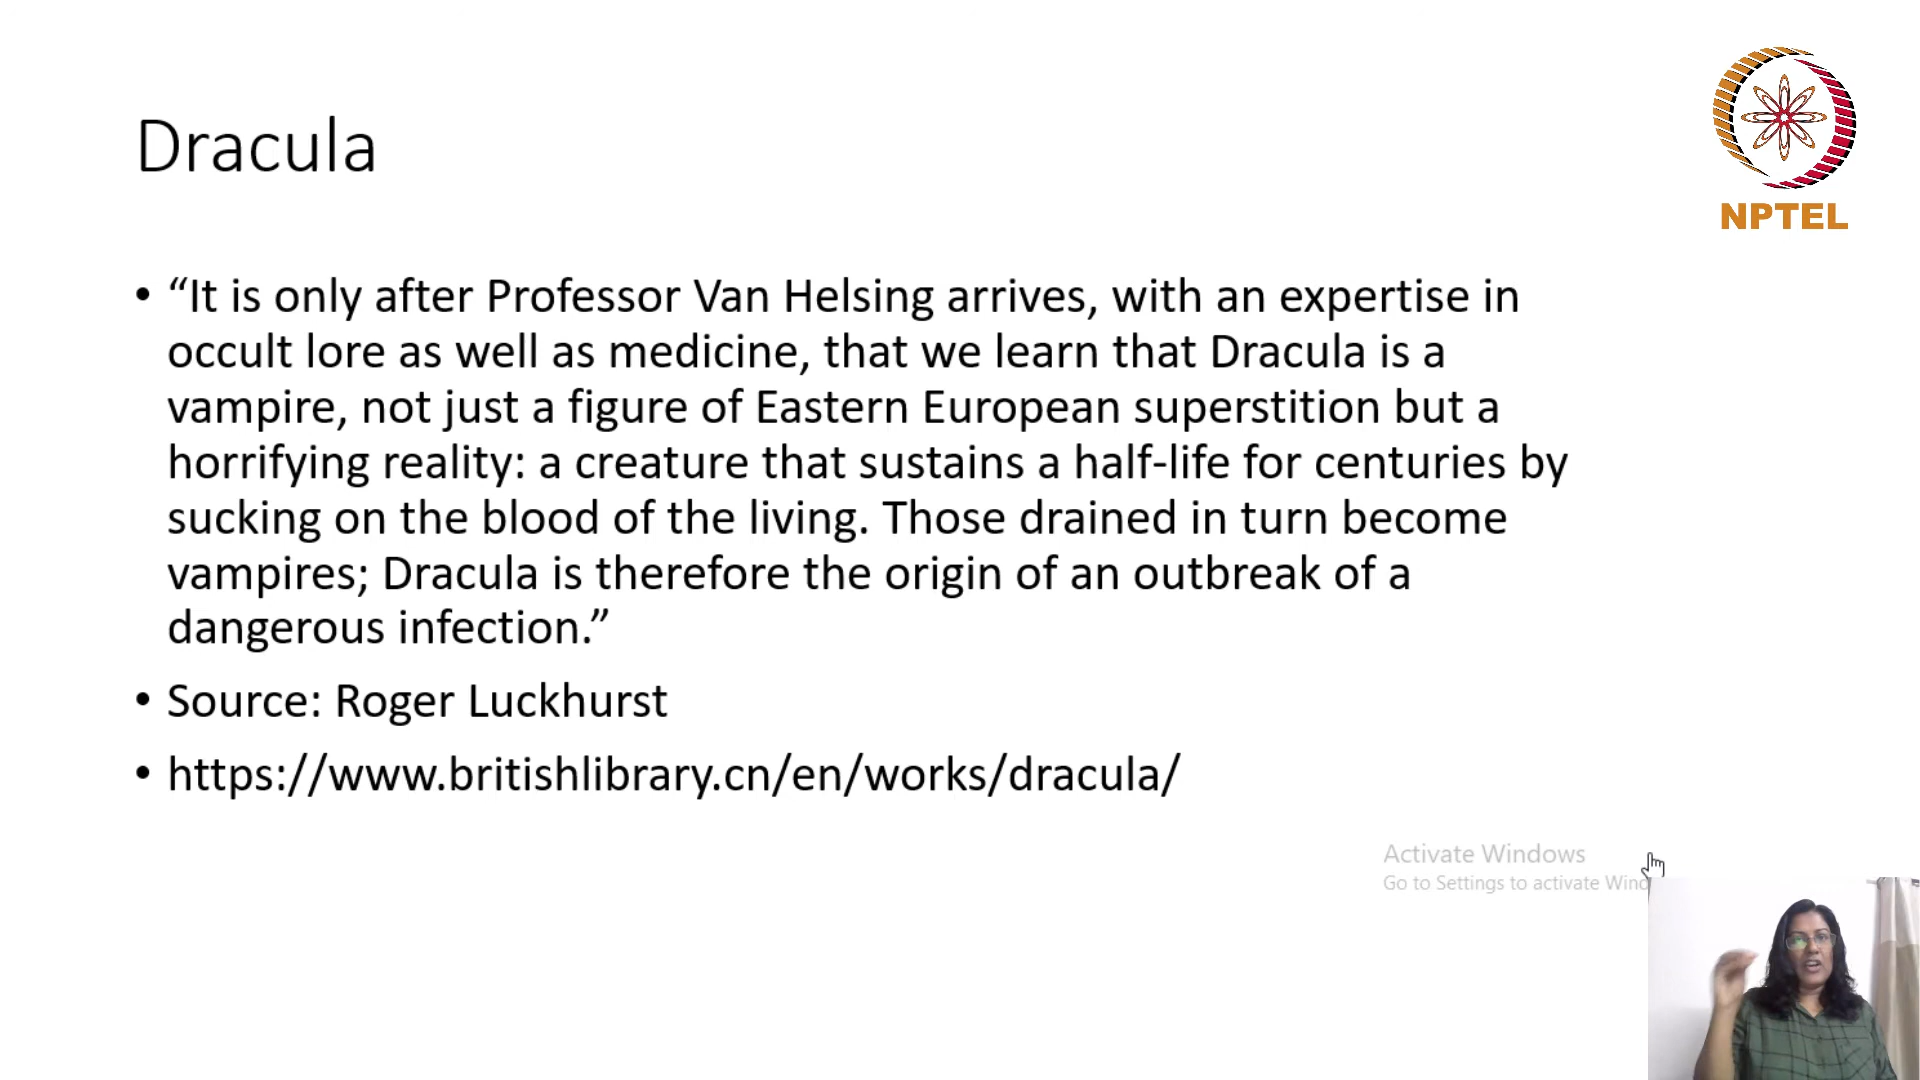 Dracula
NPTEL
• “It is only after Professor Van Helsing arrives, with an expertise in
occult lore as well as medicine, that we learn that Dracula is a
vampire, not just a figure of Eastern European superstition but a
horrifying reality: a creature that sustains a half-life for centuries by
sucking on the blood of the living. Those drained in turn become
vampires; Dracula is therefore the origin of an outbreak of a
dangerous infection.”
• Source: Roger Luckhurst
• https://www.britishlibrary.cn/en/works/dracula/
Activate Windows
Go to Settings to activate